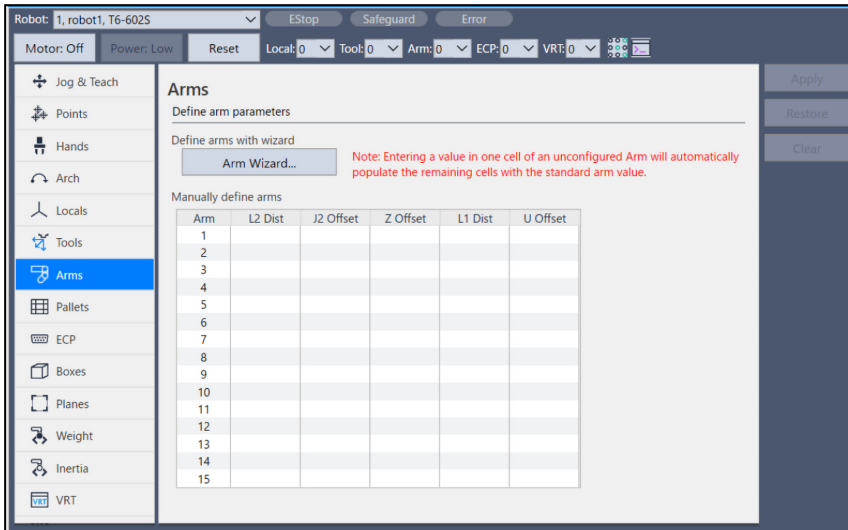 Robot: 1, robot1, T6-602S EStop Safeguard Error
Motor: Off Power: Low Reset Local: 0 Tool: 0 Arm: 0 ECP: 0 VRT: 0
Jog & Teach
Points
Hands
Arch
Locals
Tools
Arms
Pallets
ECP
Boxes
Planes
Weight
Inertia
VRT VRT
Arms
Define arm parameters
Define arms with wizard
Arm Wizard...
Note: Entering a value in one cell of an unconfigured Arm will automatically
populate the remaining cells with the standard arm value.
Manually define arms
Arm L2 Dist J2 Offset Z Offset L1 Dist U Offset
1
2
3
4
5
6
7
8
9
10
11
12
13
14
15
Apply
Restore
Clear